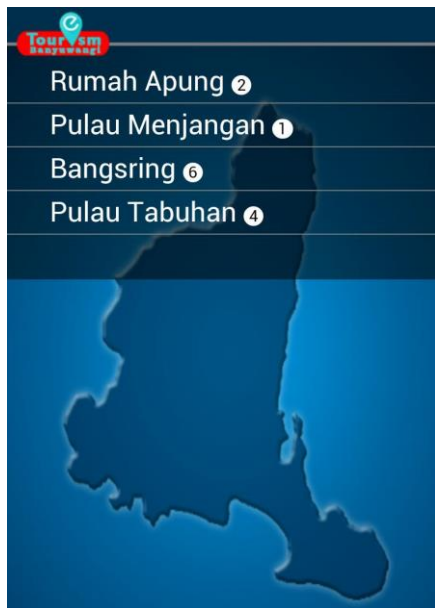 e
Tourism
Banyuwangi
Rumah Apung 2
Pulau Menjangan 1
Bangsring 6
Pulau Tabuhan 4